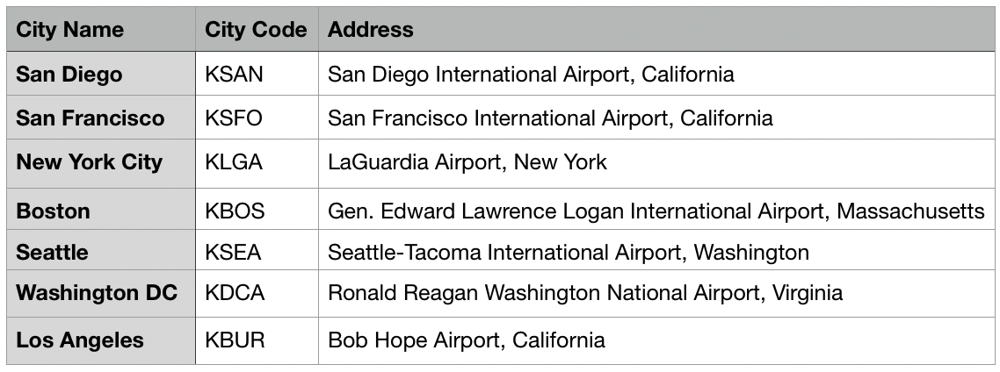 City Name City Code Address
San Diego KSAN San Diego International Airport, California
San Francisco KSFO San Francisco International Airport, California
New York City KLGA LaGuardia Airport, New York
Boston KBOS Gen. Edward Lawrence Logan International Airport, Massachusetts
Seattle KSEA Seattle-Tacoma International Airport, Washington
Washington DC KDCA Ronald Reagan Washington National Airport, Virginia
Los Angeles KBUR Bob Hope Airport, California